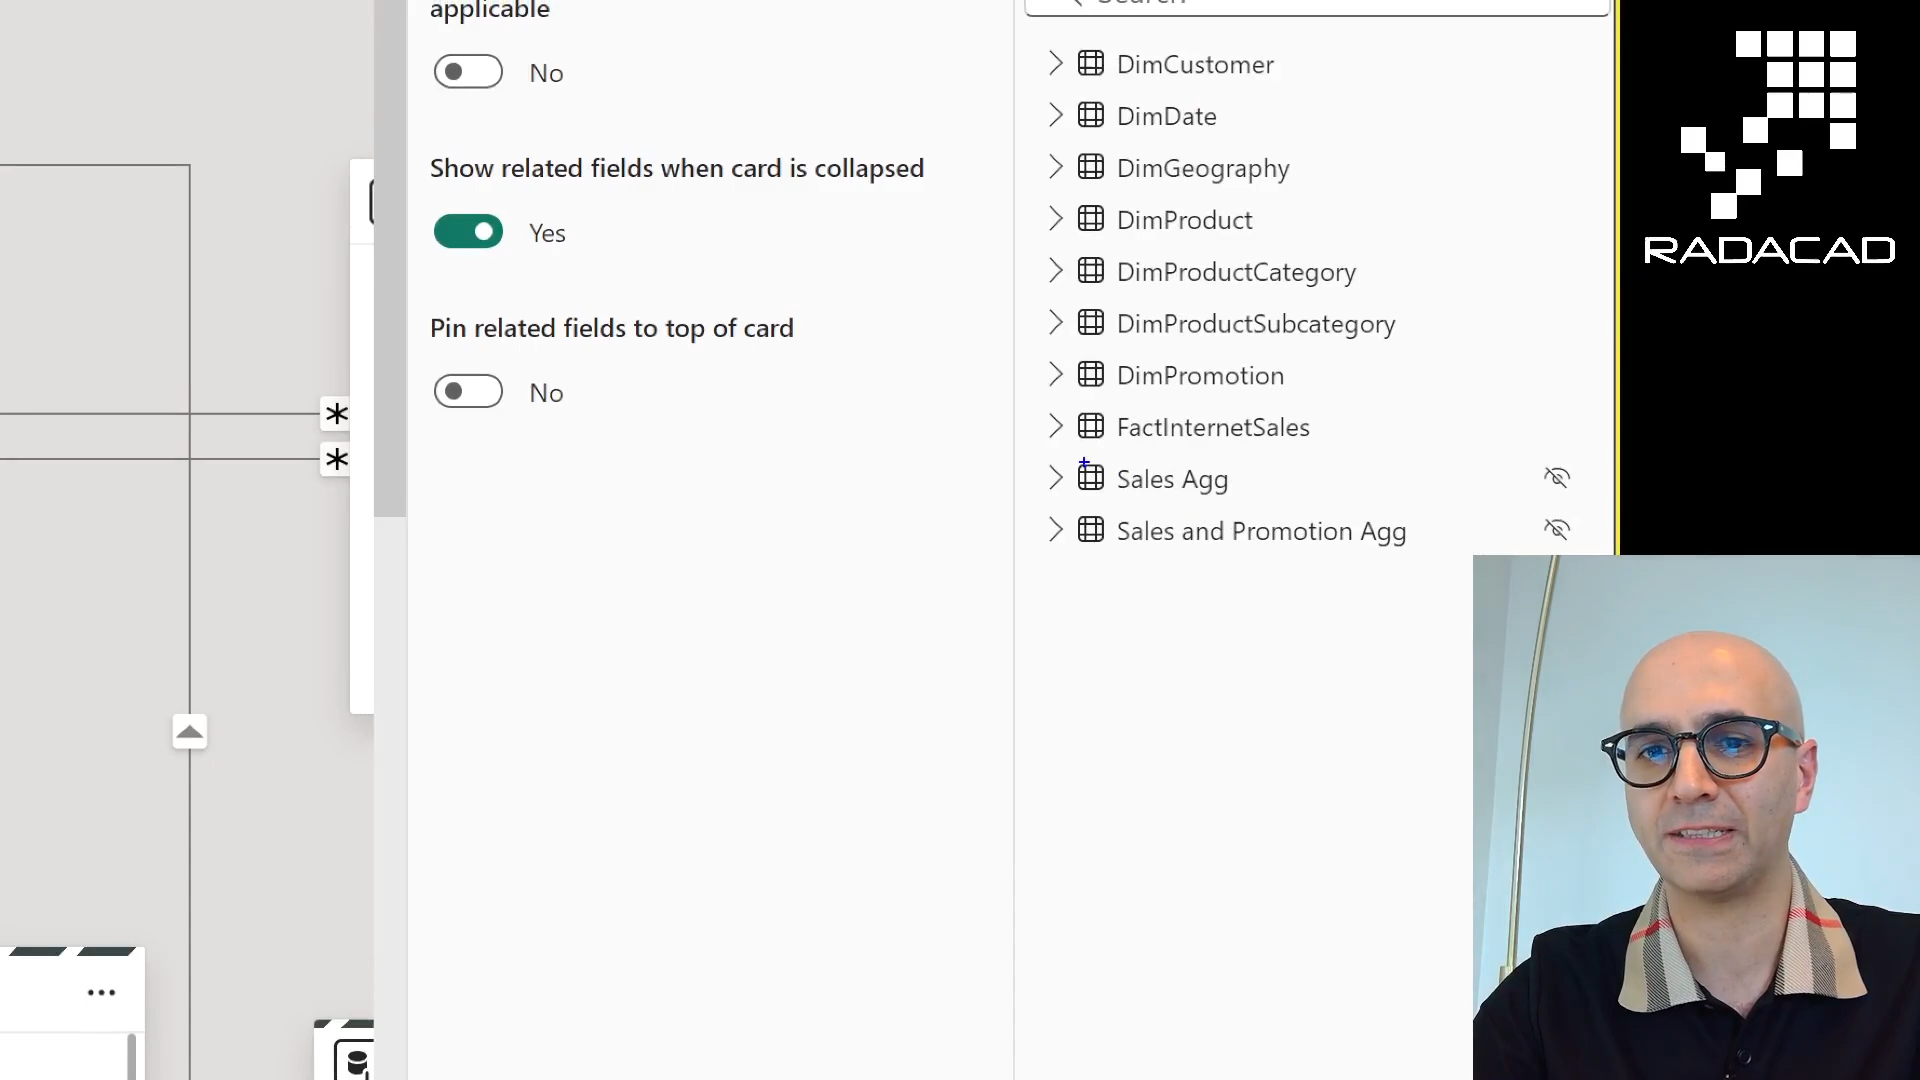 applicable
No
Show related fields when card is collapsed
Yes
Pin related fields to top of card
No
DimCustomer
DimDate
DimGeography
DimProduct
DimProductCategory
DimProductSubcategory
DimPromotion
FactInternetSales
Sales Agg
Sales and Promotion Agg
RADACAD